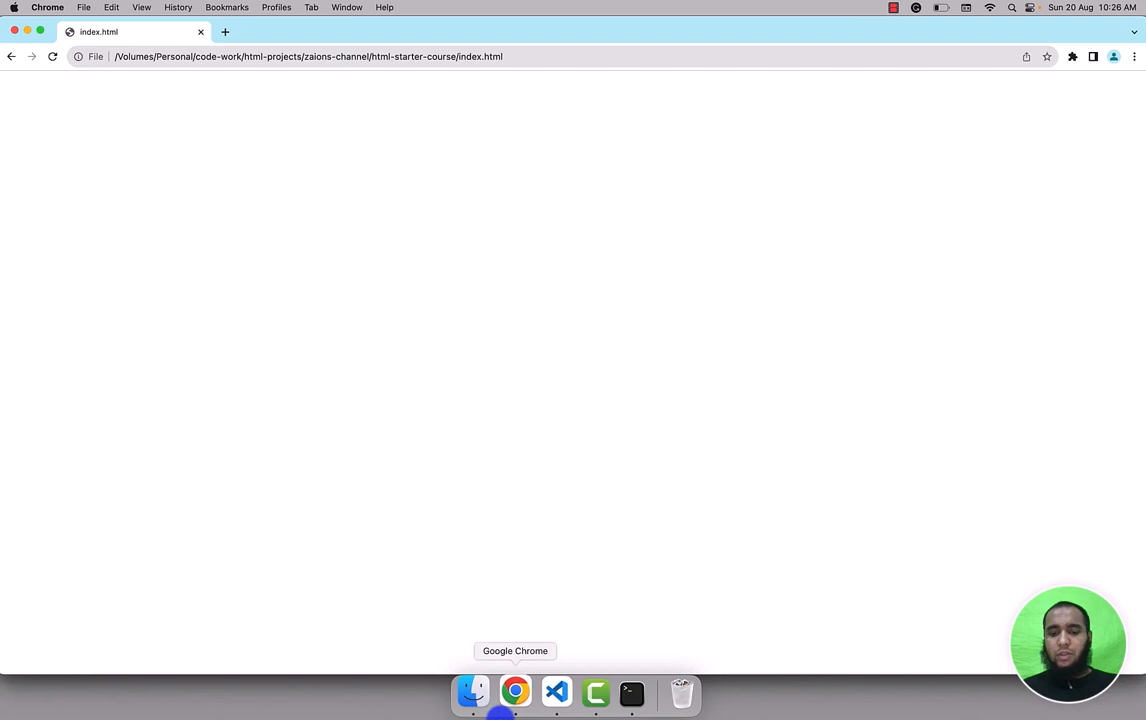 Chrome File Edit View History Bookmarks Profiles Tab Window Help Sun 20 Aug 10:26 AM
index.html
File /Volumes/Personal/code-work/html-projects/zaions-channel/html-starter-course/index.html
Google Chrome